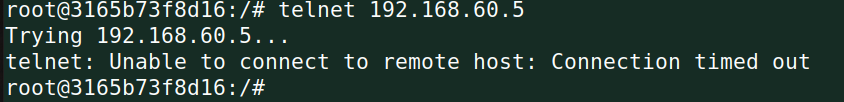 root@3165b73f8d16:/# telnet 192.168.60.5
Trying 192.168.60.5...
telnet: Unable to connect to remote host: Connection timed out
root@3165b73f8d16:/#